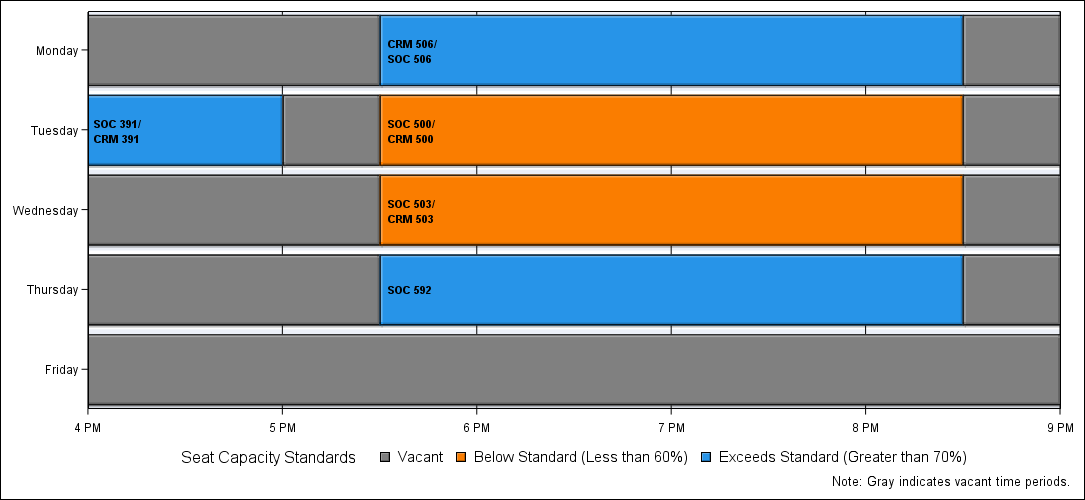 Monday
CRM 506/
SOC 506
Tuesday
SOC 391/
CRM 391
SOC 500/
CRM 500
Wednesday
SOC 503/
CRM 503
Thursday
SOC 592
Friday
4 PM 5 PM 6 PM 7 PM 8 PM 9 PM
Seat Capacity Standards Vacant Below Standard (Less than 60%) Exceeds Standard (Greater than 70%)
Note: Gray indicates vacant time periods.